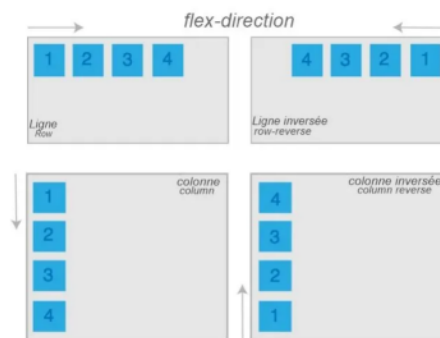 flex-direction
1 2 3 4
Ligne
Row
4 3 2 1
Ligne inversée
row-reverse
colonne
column
1
2
3
4
colonne inversée
column reverse
4
3
2
1